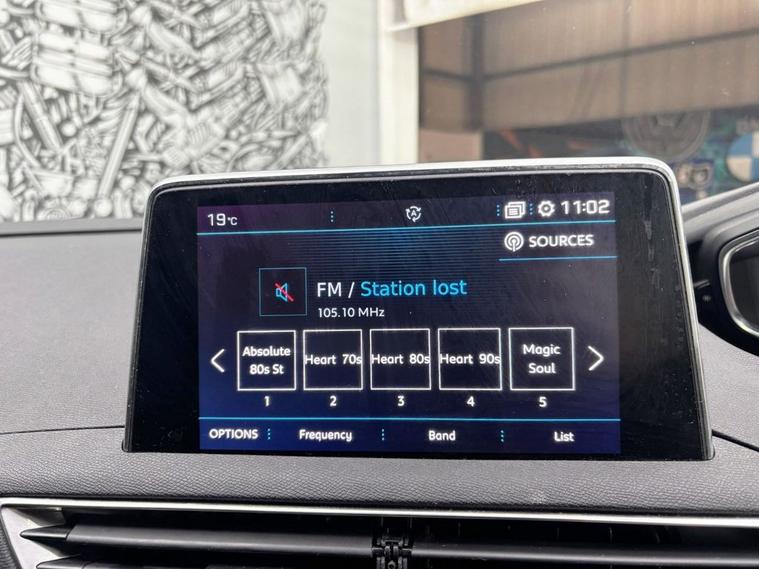 19°C
A
11:02
SOURCES
FM / Station lost
105.10 MHz
Absolute
80s St
Heart 70s
Heart 80s
Heart 90s
Magic
Soul
1 2 3 4 5
OPTIONS Frequency Band List